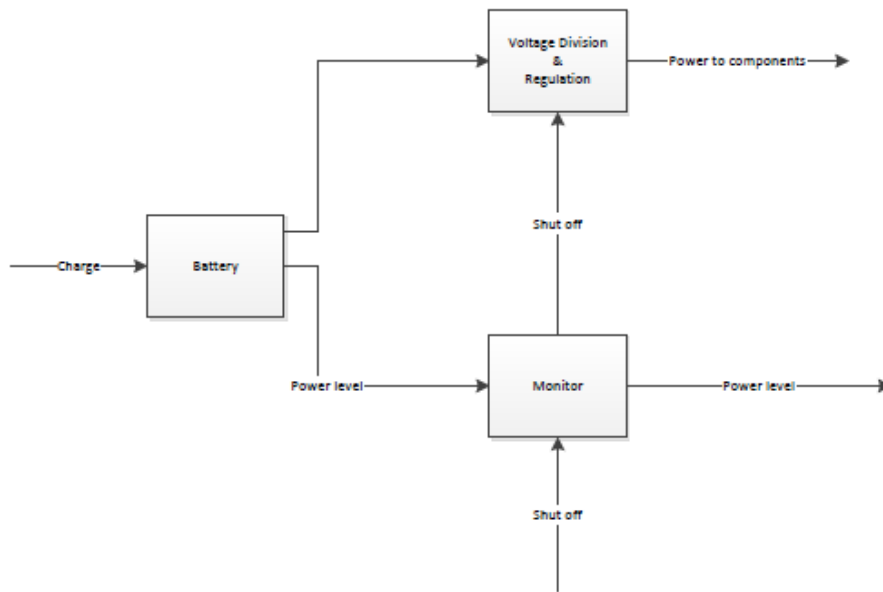 Voltage Division
&
Regulation
Power to components
Shut off
Charge
Battery
Power level
Monitor
Power level
Shut off